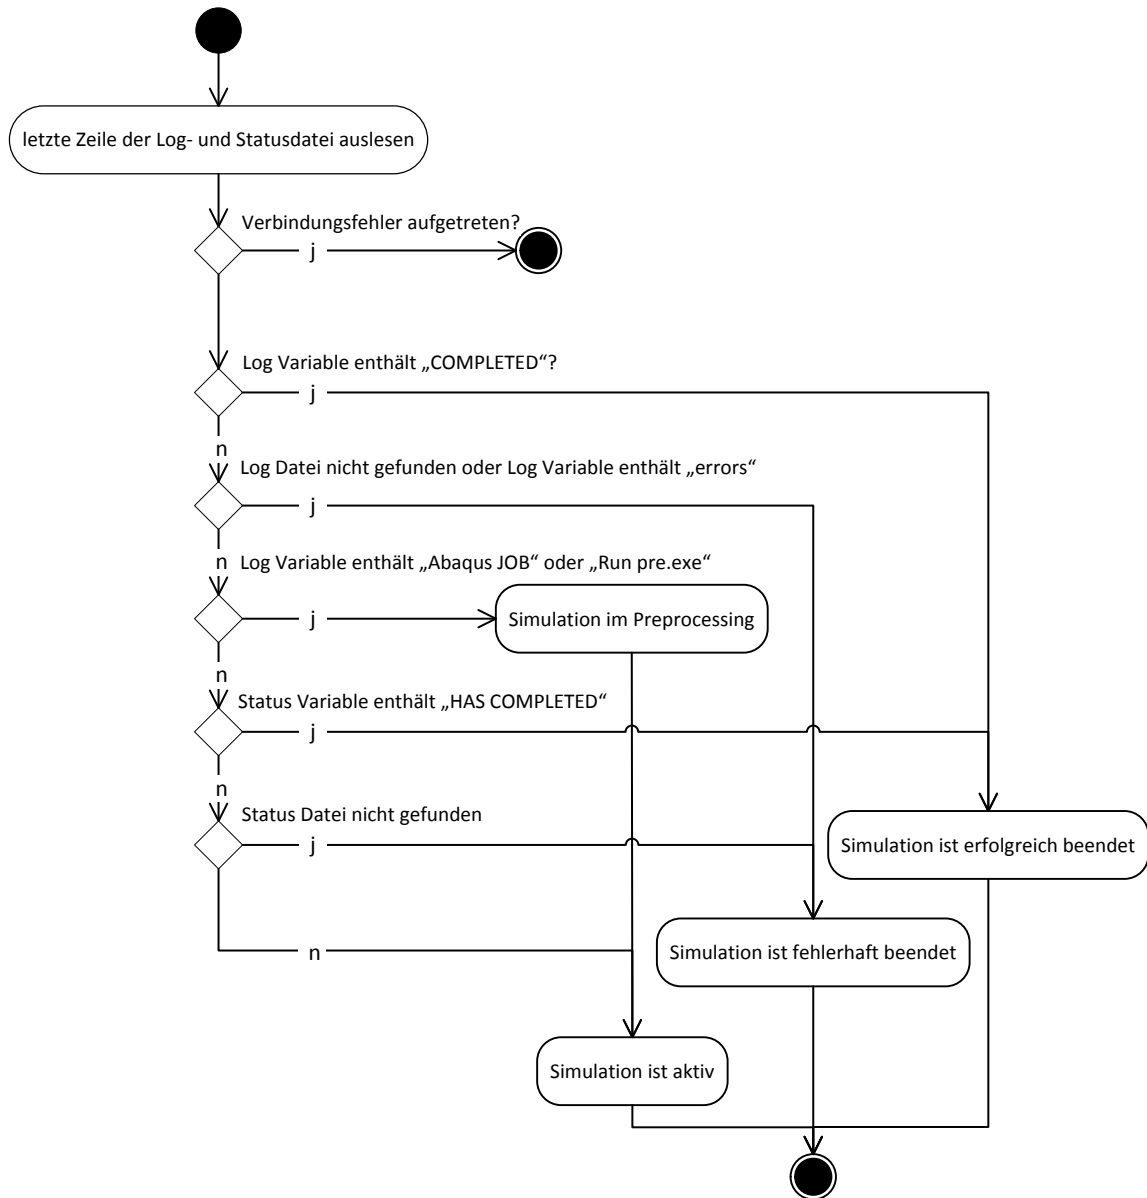 letzte Zeile der Log- und Statusdatei auslesen
Verbindungsfehler aufgetreten?
j
Log Variable enthält „COMPLETED“?
j
n
Log Datei nicht gefunden oder Log Variable enthält „errors“
j
n
Log Variable enthält „Abaqus JOB“ oder „Run pre.exe“
j
Simulation im Preprocessing
n
Status Variable enthält „HAS COMPLETED“
j
n
Status Datei nicht gefunden
j
Simulation ist erfolgreich beendet
n
Simulation ist fehlerhaft beendet
Simulation ist aktiv